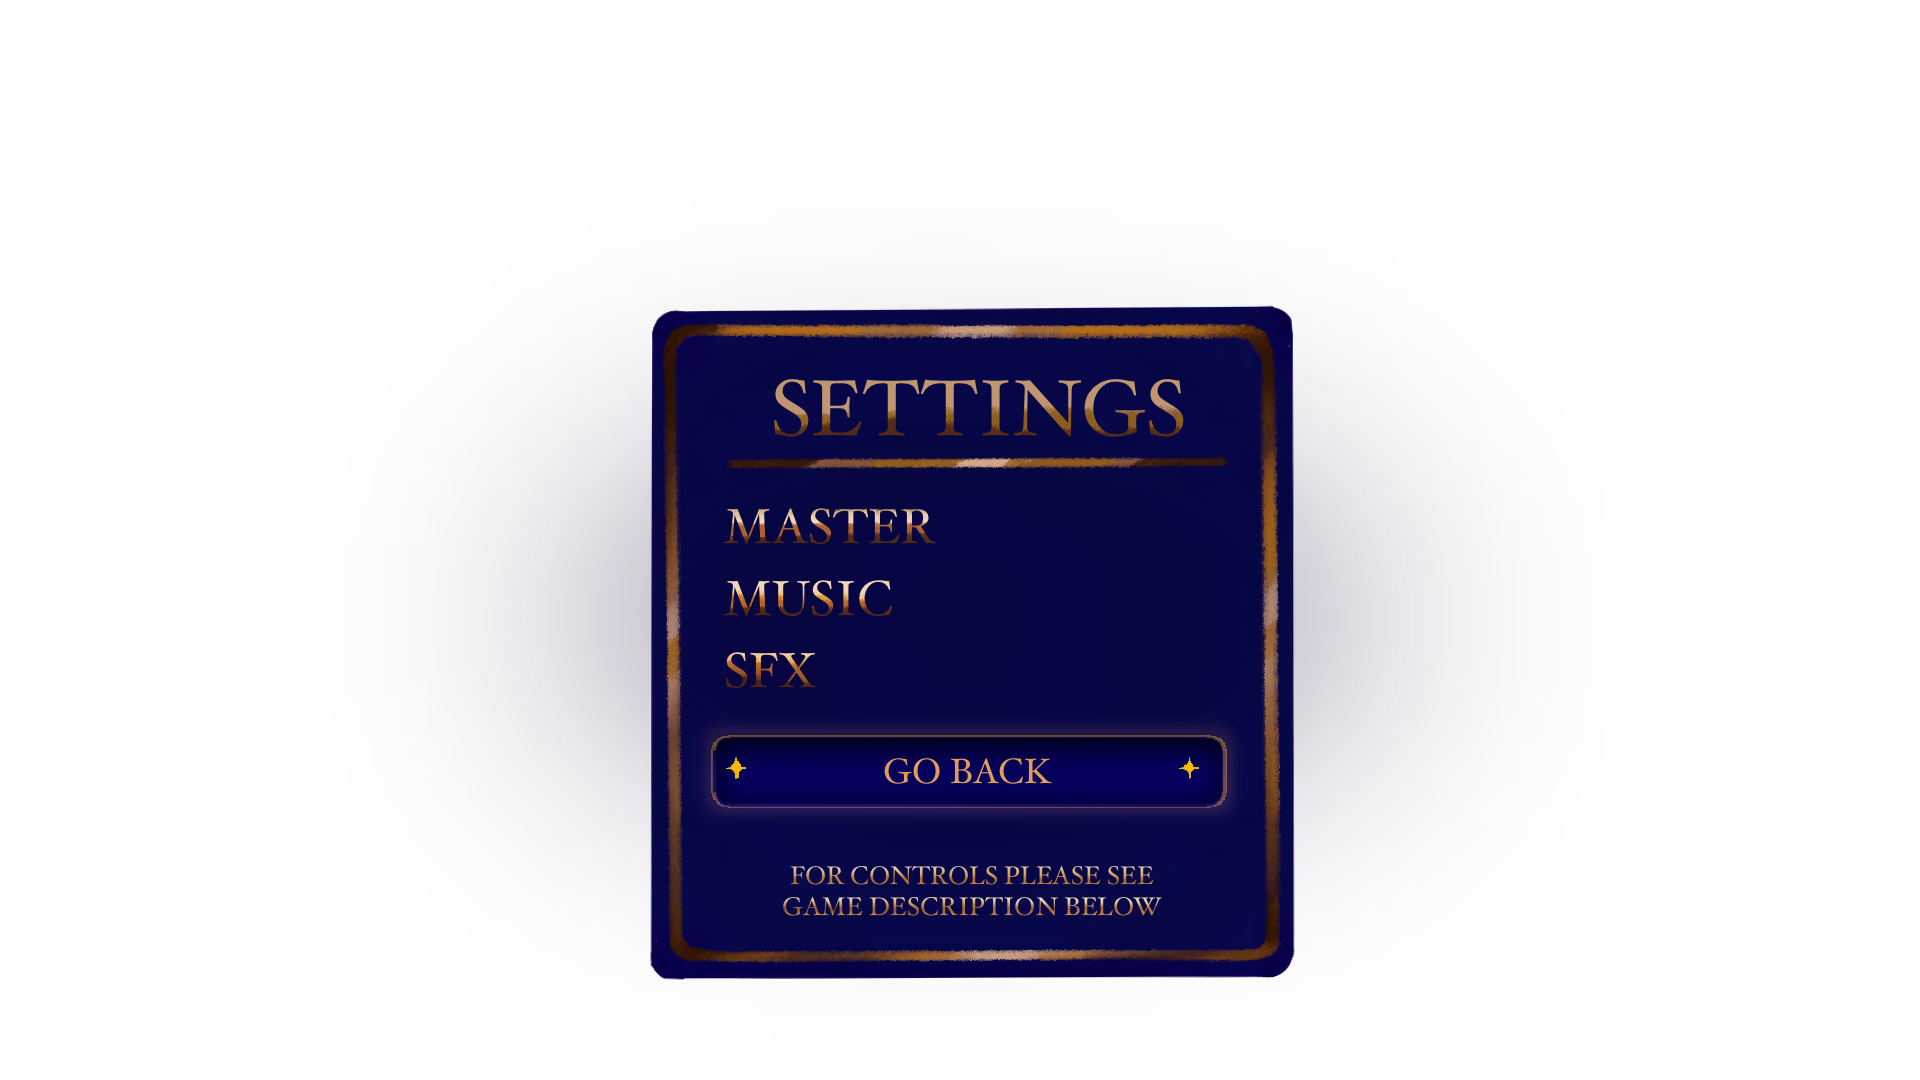 SETTINGS
MASTER
MUSIC
SFX
GO BACK
FOR CONTROLS PLEASE SEE
GAME DESCRIPTION BELOW